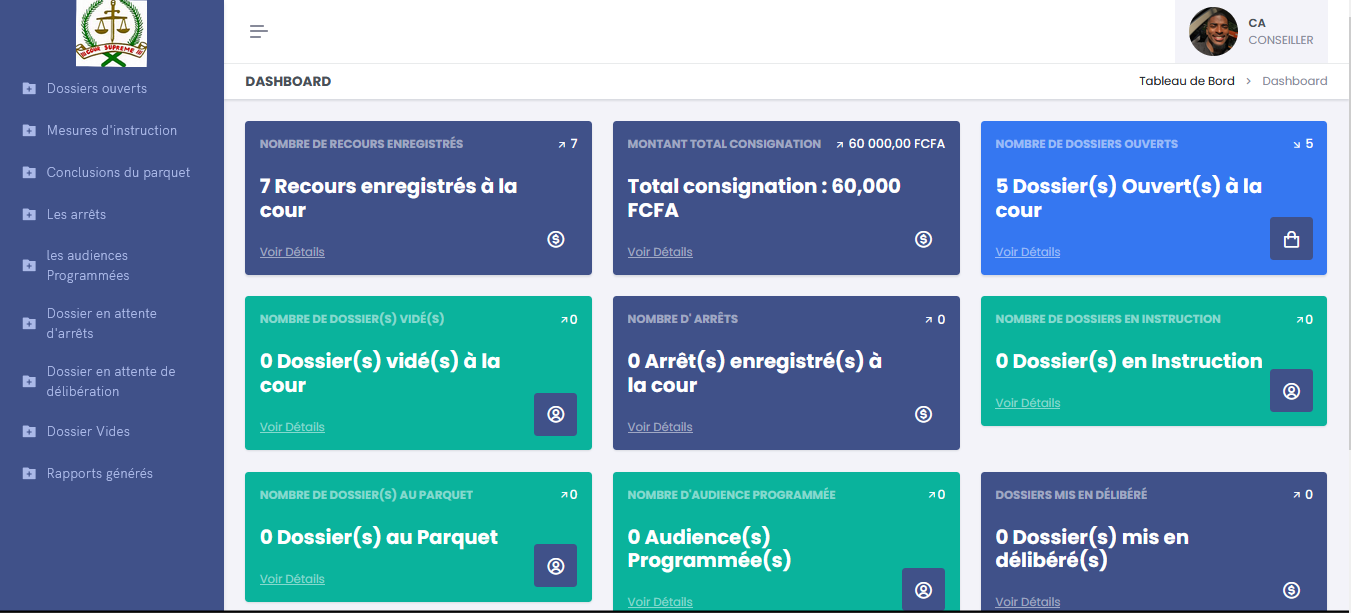 COUR SUPREME
Dossiers ouverts
Mesures d'instruction
Conclusions du parquet
Les arrêts
les audiences
Programmées
Dossier en attente
d'arrêts
Dossier en attente de
délibération
Dossier Vides
Rapports générés
CA
CONSEILLER
DASHBOARD
Tableau de Bord > Dashboard
NOMBRE DE RECOURS ENREGISTRÉS
7
7 Recours enregistrés à la
cour
Voir Détails
MONTANT TOTAL CONSIGNATION
60 000,00 FCFA
Total consignation : 60,000
FCFA
Voir Détails
NOMBRE DE DOSSIERS OUVERTS
5
5 Dossier(s) Ouvert(s) à la
cour
Voir Détails
NOMBRE DE DOSSIER(S) VIDÉ(S)
0
0 Dossier(s) vidé(s) à la
cour
Voir Détails
NOMBRE D' ARRÊTS
0
0 Arrêt(s) enregistré(s) à
la cour
Voir Détails
NOMBRE DE DOSSIERS EN INSTRUCTION
0
0 Dossier(s) en Instruction
Voir Détails
NOMBRE DE DOSSIER(S) AU PARQUET
0
0 Dossier(s) au Parquet
Voir Détails
NOMBRE D'AUDIENCE PROGRAMMÉE
0
0 Audience(s)
Programmée(s)
Voir Détails
DOSSIERS MIS EN DÉLIBÉRÉ
0
0 Dossier(s) mis en
délibéré(s)
Voir Détails